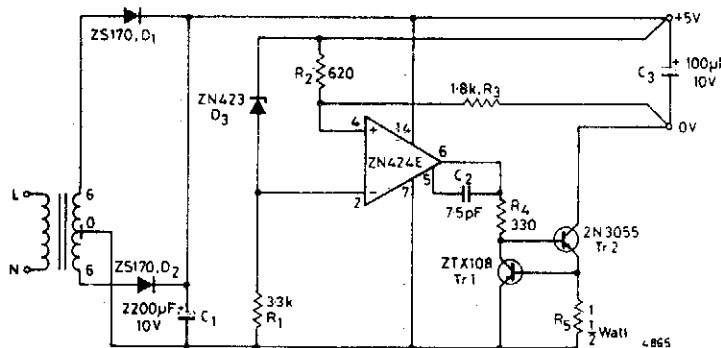 ZS170, D1
+5V
R2 620
ZN423
D3
1·8k, R3
C3
+ 100µF
10V
0V
4
+
14
ZN424E
6
5
7
−
2
C2
7·5pF
R4
330
2N3055
Tr 2
ZTX108
Tr 1
L
N
6
0
6
ZS170, D2
2200µF +
10V
C1
3·3k
R1
R5
1
1/2 Watt
4865